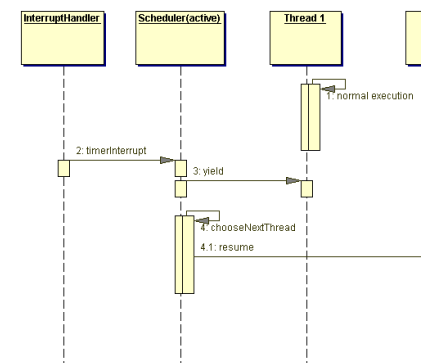 InterruptHandler
Scheduler(active)
Thread 1
1: normal execution
2: timerInterrupt
3: yield
4: chooseNextThread
4.1: resume